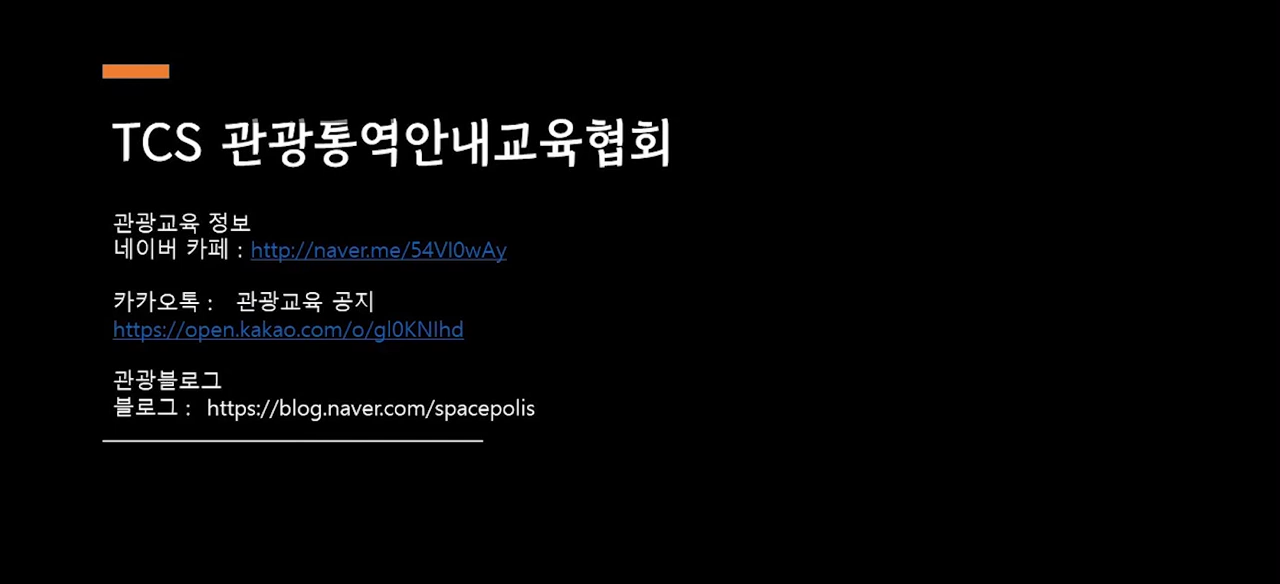 TCS 관광통역안내교육협회
관광교육 정보
네이버 카페 : http://naver.me/54Vl0wAy
카카오톡 : 관광교육 공지
https://open.kakao.com/o/gl0KNlhd
관광블로그
블로그 : https://blog.naver.com/spacepolis